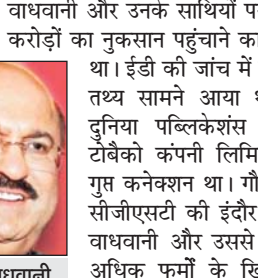 वाधवानी और उनके साथियों
करोड़ों का नुकसान पहुंचाने
था। ईडी की जांच में
तथ्य सामने आया
दुनिया पब्लिकेशंस
टोबैको कंपनी
गुप्त कनेक्शन था।
सीजीएसटी की इंदौर
वाधवानी और उससे
अधिक फर्मों के